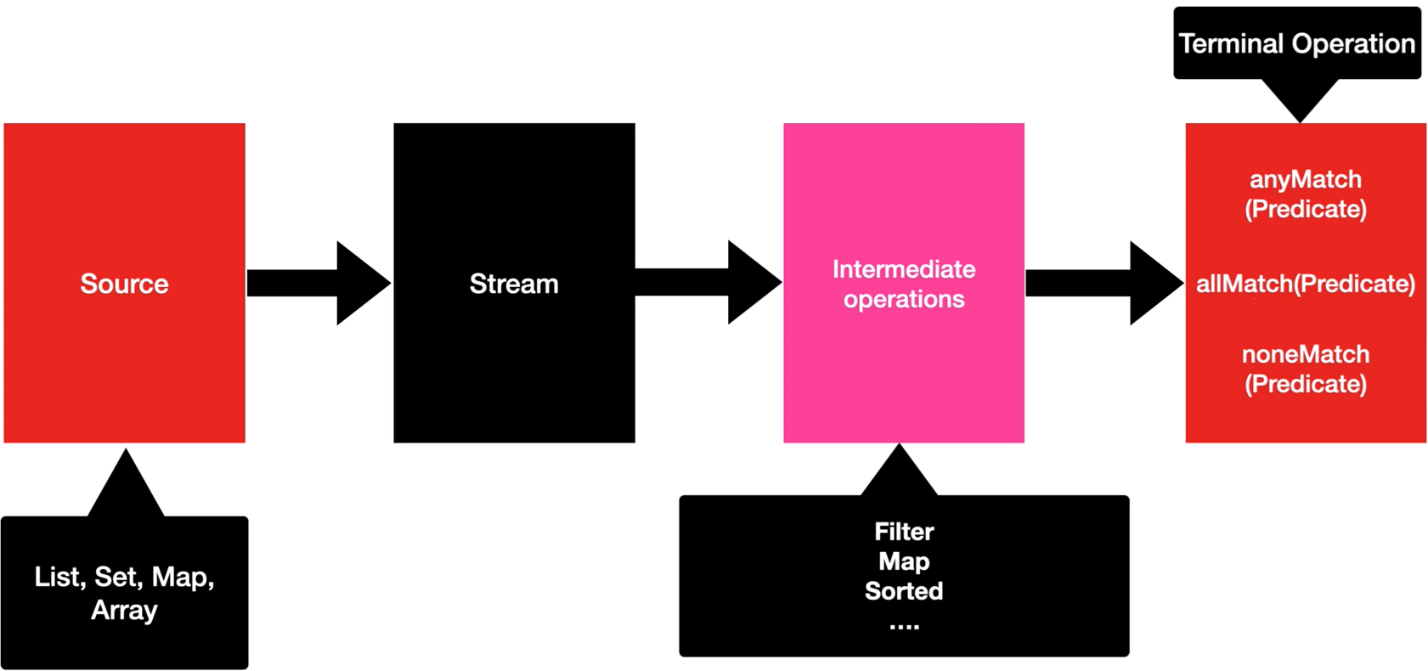 Terminal Operation
Source
List, Set, Map,
Array
Stream
Intermediate
operations
Filter
Map
Sorted
....
anyMatch
(Predicate)
allMatch(Predicate)
noneMatch
(Predicate)